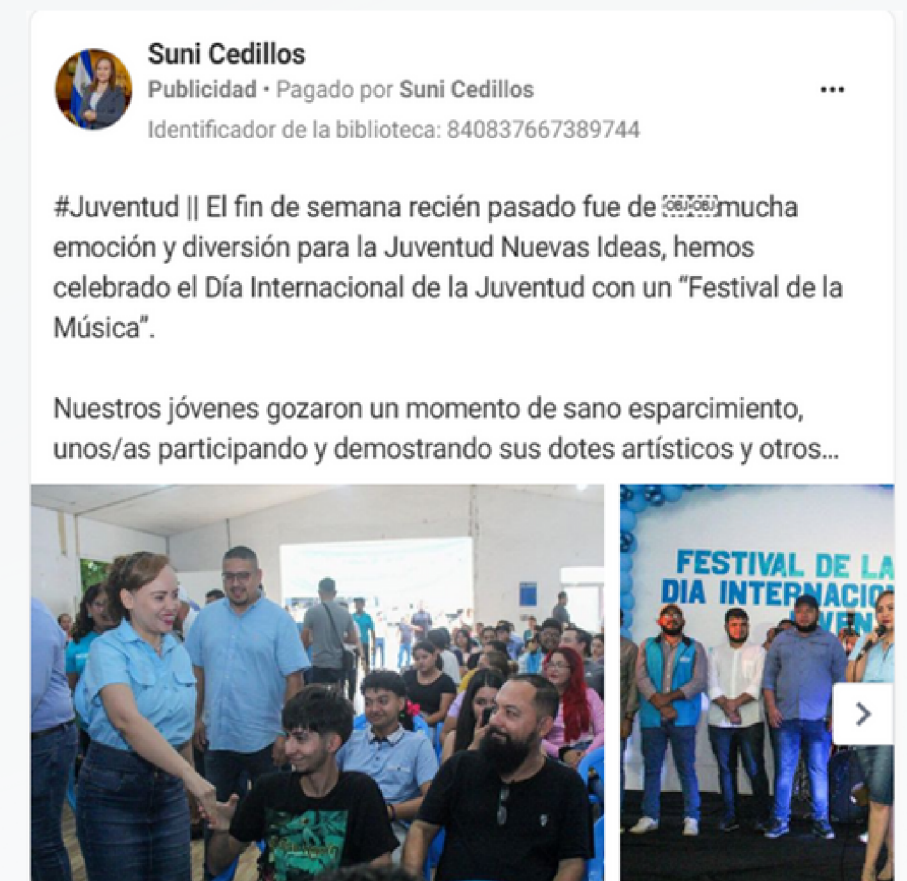 Suni Cedillos
Publicidad • Pagado por Suni Cedillos
Identificador de la biblioteca: 840837667389744
#Juventud || El fin de semana recién pasado fue de mucha
emoción y diversión para la Juventud Nuevas Ideas, hemos
celebrado el Día Internacional de la Juventud con un “Festival de la
Música”.
Nuestros jóvenes gozaron un momento de sano esparcimiento,
unos/as participando y demostrando sus dotes artísticos y otros...
FESTIVAL DE LA
DIA INTERNACIO
VEN